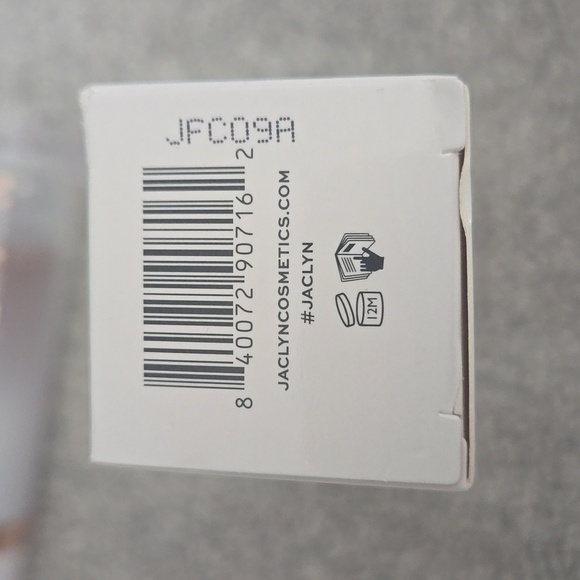 JFC09A
8 40072 90716 2
JACLYNCOSMETICS.COM
#JACLYN
12M